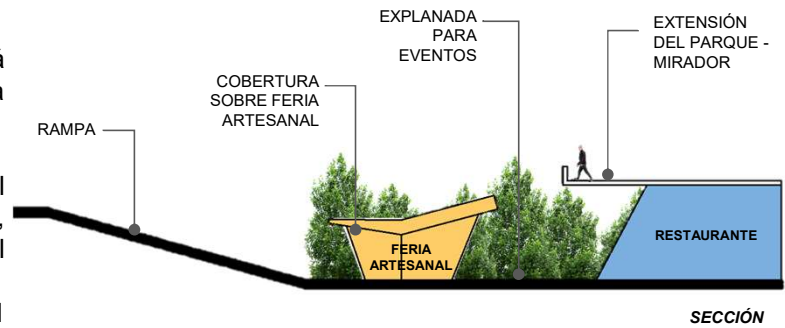 EXPLANADA
PARA
EVENTOS
EXTENSIÓN
DEL PARQUE -
MIRADOR
COBERTURA
SOBRE FERIA
ARTESANAL
RAMPA
FERIA
ARTESANAL
RESTAURANTE
SECCIÓN